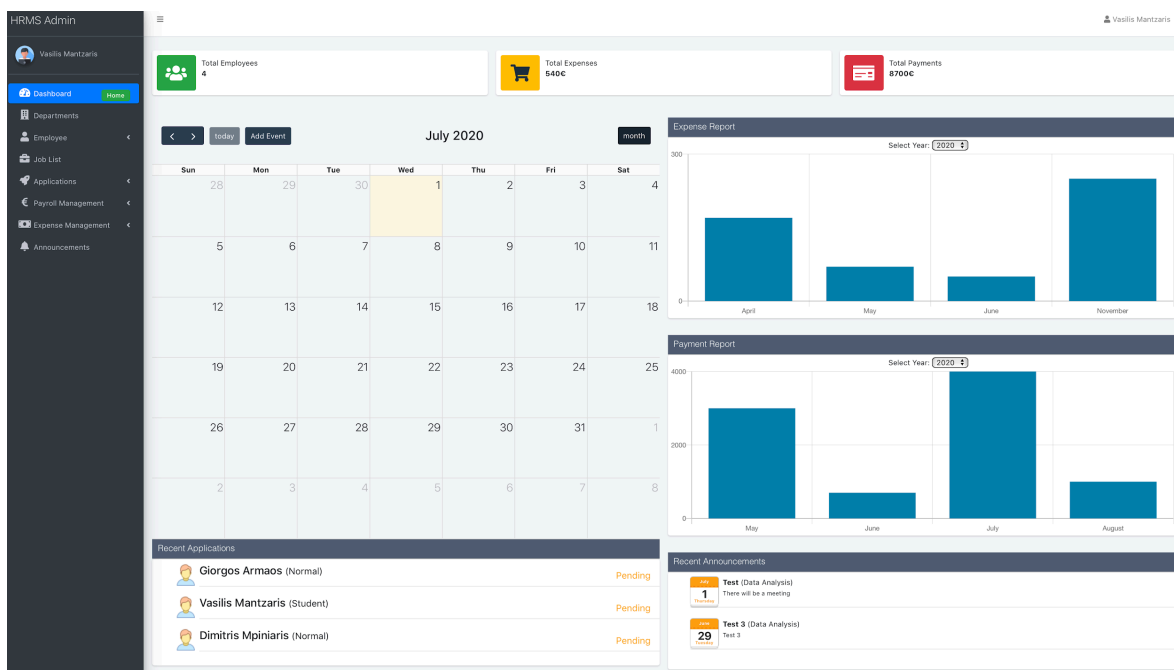 HRMS Admin
Vasilis Mantzaris
Vasilis Mantzaris
Dashboard
Home
Departments
Employee
Job List
Applications
€ Payroll Management
Expense Management
Announcements
Total Employees
4
Total Expenses
540€
Total Payments
8700€
today
Add Event
July 2020
month
Sun Mon Tue Wed Thu Fri Sat
28 29 30 1 2 3 4
5 6 7 8 9 10 11
12 13 14 15 16 17 18
19 20 21 22 23 24 25
26 27 28 29 30 31 1
2 3 4 5 6 7 8
Recent Applications
Giorgos Armaos (Normal)
Pending
Vasilis Mantzaris (Student)
Pending
Dimitris Mpiniaris (Normal)
Pending
Expense Report
Select Year: 2020
300
0
April May June November
Payment Report
Select Year: 2020
4000
2000
0
May June July August
Recent Announcements
July
1
Thursday
Test (Data Analysis)
There will be a meeting
June
29
Tuesday
Test 3 (Data Analysis)
Test 3